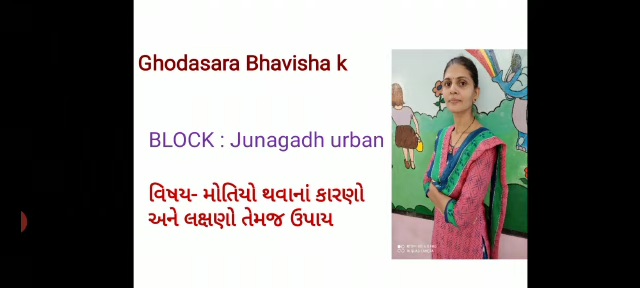 Ghodasara Bhavisha k
BLOCK : Junagadh urban
વિષય- મોતિયો થવાનાં કારણો
અને લક્ષણો તેમજ ઉપાય